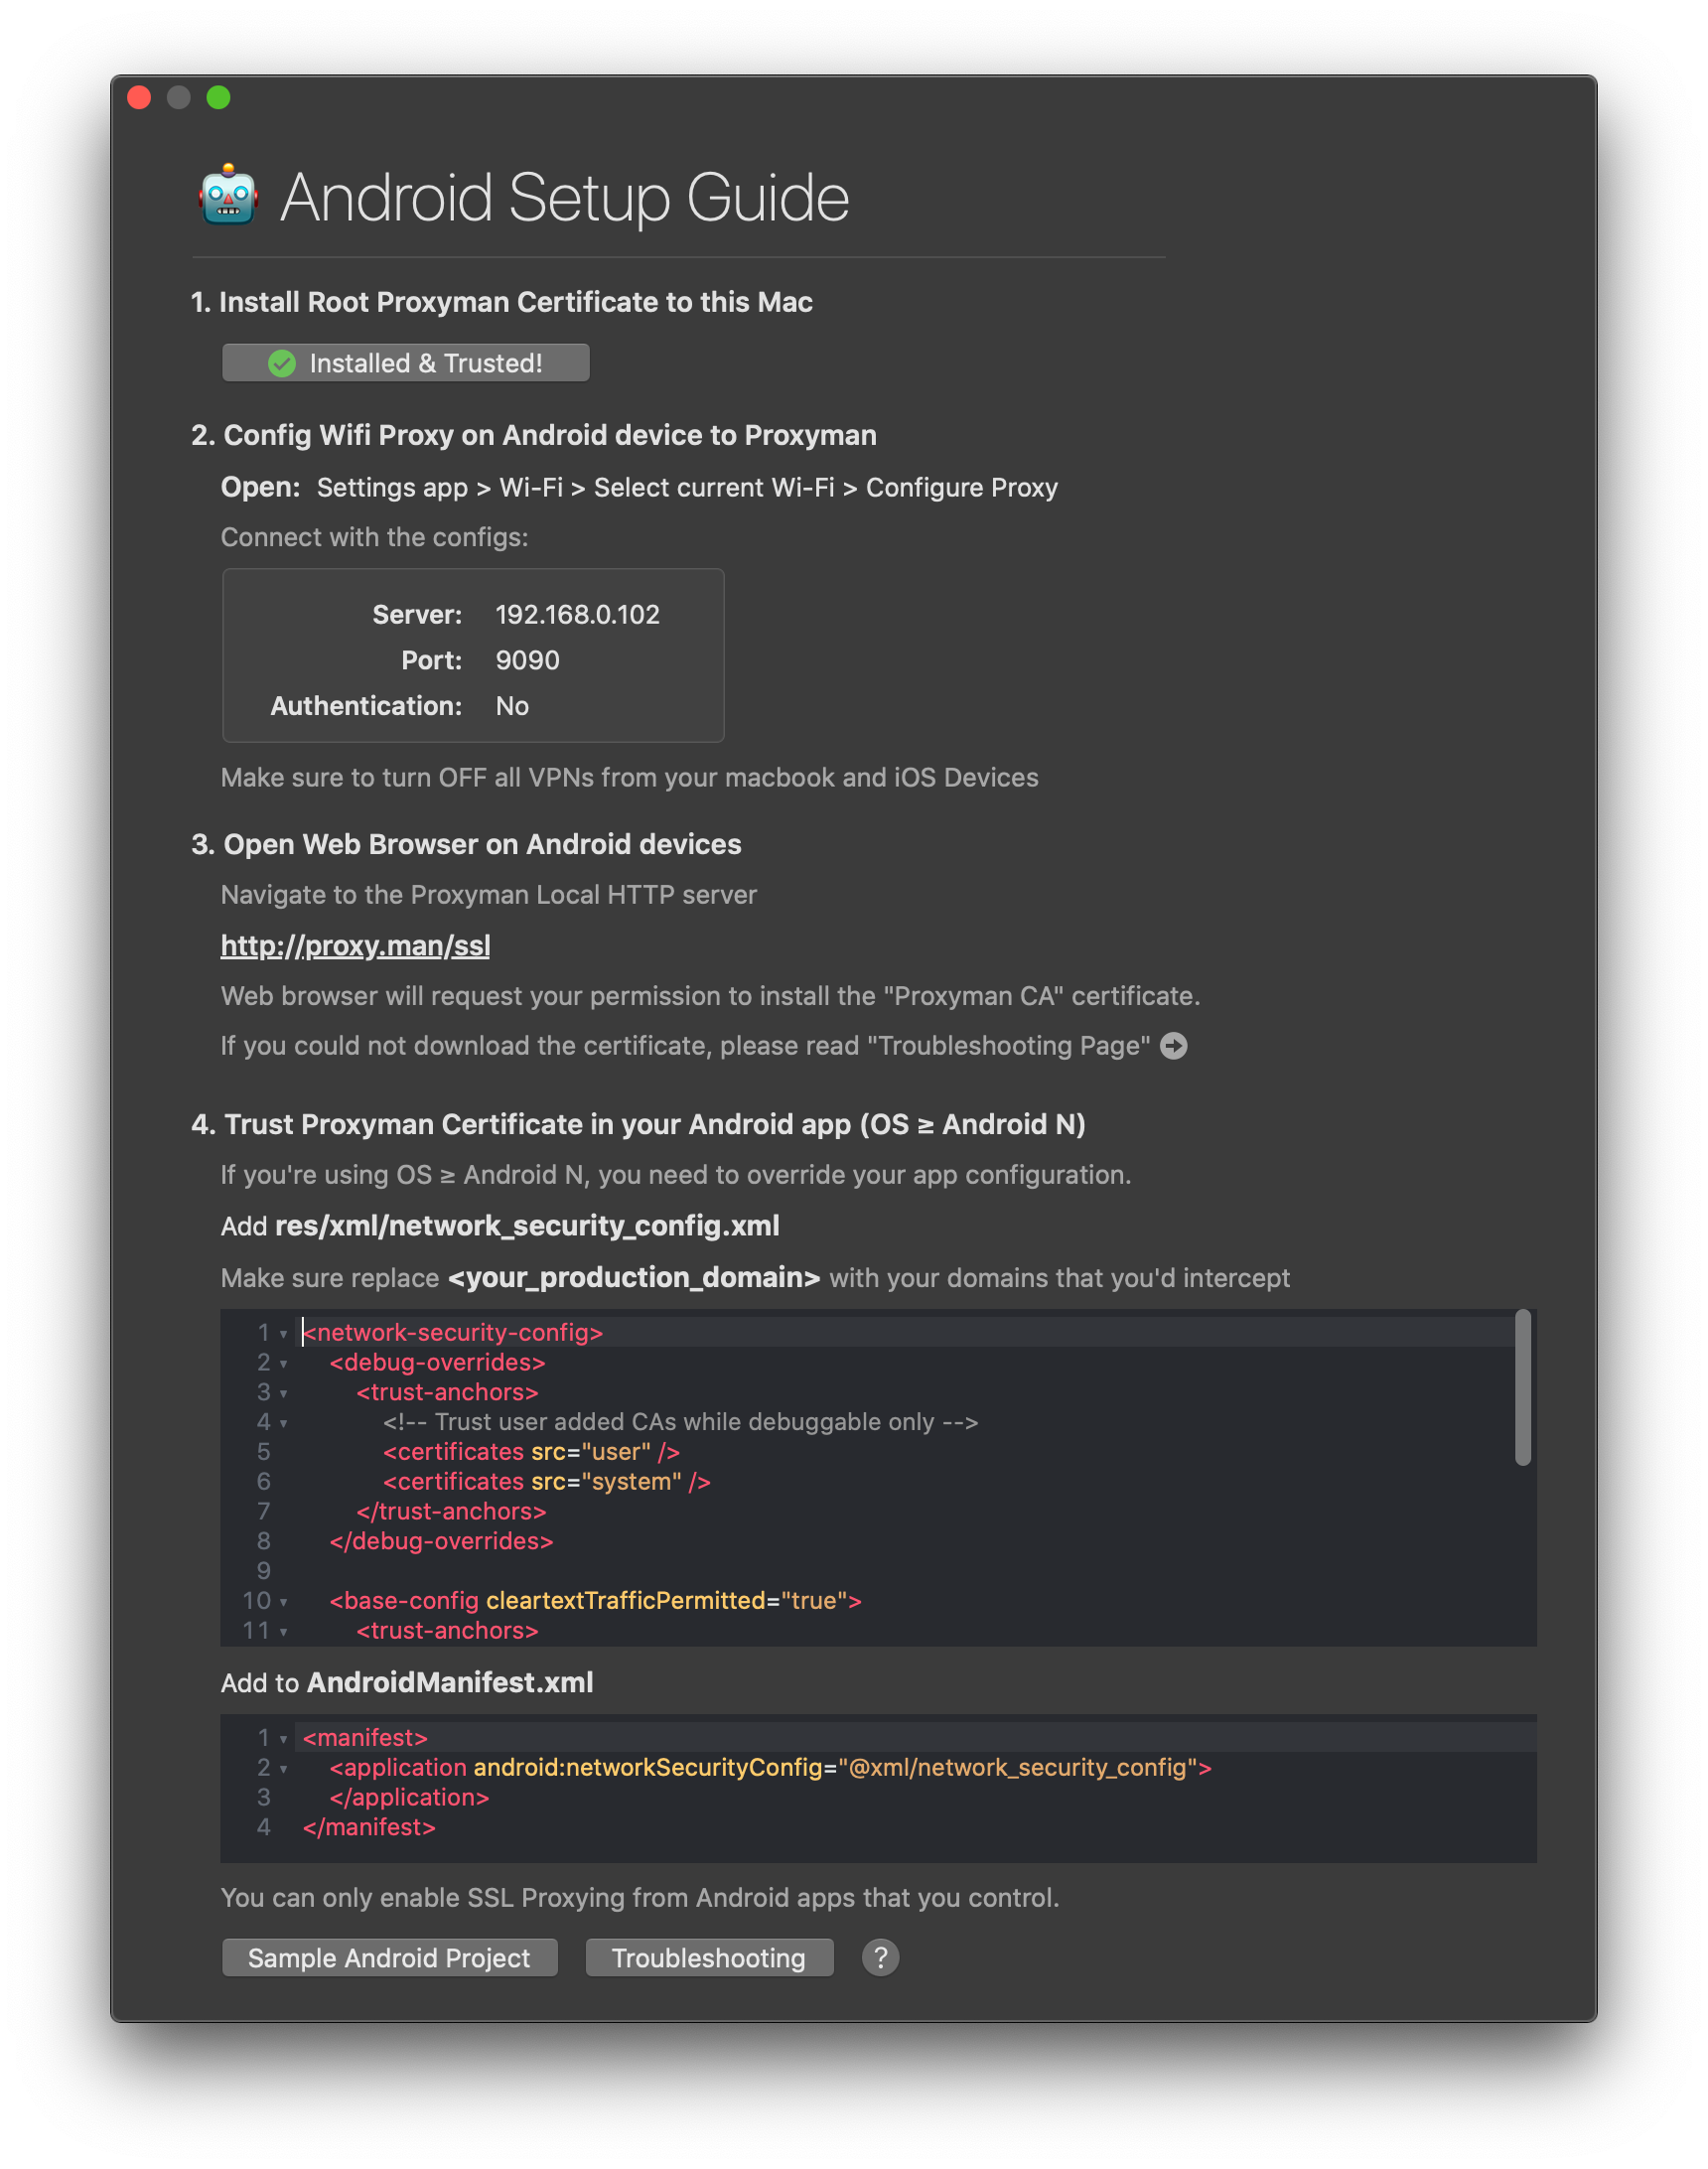 Android Setup Guide
1. Install Root Proxyman Certificate to this Mac
Installed & Trusted!
2. Config Wifi Proxy on Android device to Proxyman
Open: Settings app > Wi-Fi > Select current Wi-Fi > Configure Proxy
Connect with the configs:
Server: 192.168.0.102
Port: 9090
Authentication: No
Make sure to turn OFF all VPNs from your macbook and iOS Devices
3. Open Web Browser on Android devices
Navigate to the Proxyman Local HTTP server
http://proxy.man/ssl
Web browser will request your permission to install the "Proxyman CA" certificate.
If you could not download the certificate, please read "Troubleshooting Page"
4. Trust Proxyman Certificate in your Android app (OS ≥ Android N)
If you're using OS ≥ Android N, you need to override your app configuration.
Add res/xml/network_security_config.xml
Make sure replace <your_production_domain> with your domains that you'd intercept
1 <network-security-config>
2 <debug-overrides>
3 <trust-anchors>
4 <!-- Trust user added CAs while debuggable only -->
5 <certificates src="user" />
6 <certificates src="system" />
7 </trust-anchors>
8 </debug-overrides>
9
10 <base-config cleartextTrafficPermitted="true">
11 <trust-anchors>
Add to AndroidManifest.xml
1 <manifest>
2 <application android:networkSecurityConfig="@xml/network_security_config">
3 </application>
4 </manifest>
You can only enable SSL Proxying from Android apps that you control.
Sample Android Project Troubleshooting ?